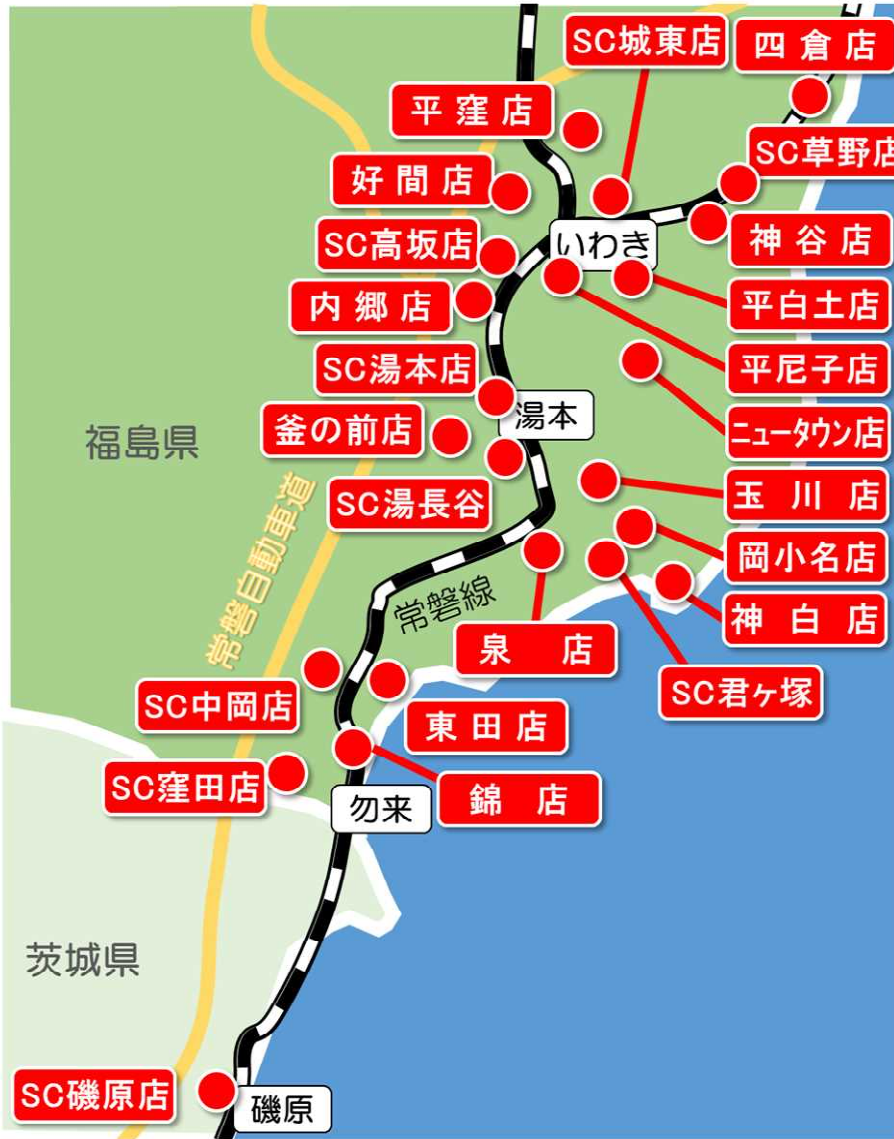 SC城東店
四倉店
平窪店
SC草野店
好間店
神谷店
SC高坂店
いわき
内郷店
平白土店
SC湯本店
平尼子店
湯本
釜の前店
ニュータウン店
福島県
SC湯長谷
玉川店
常磐自動車道
岡小名店
常磐線
神白店
泉店
SC君ヶ塚
SC中岡店
東田店
SC窪田店
錦店
勿来
茨城県
SC磯原店
磯原